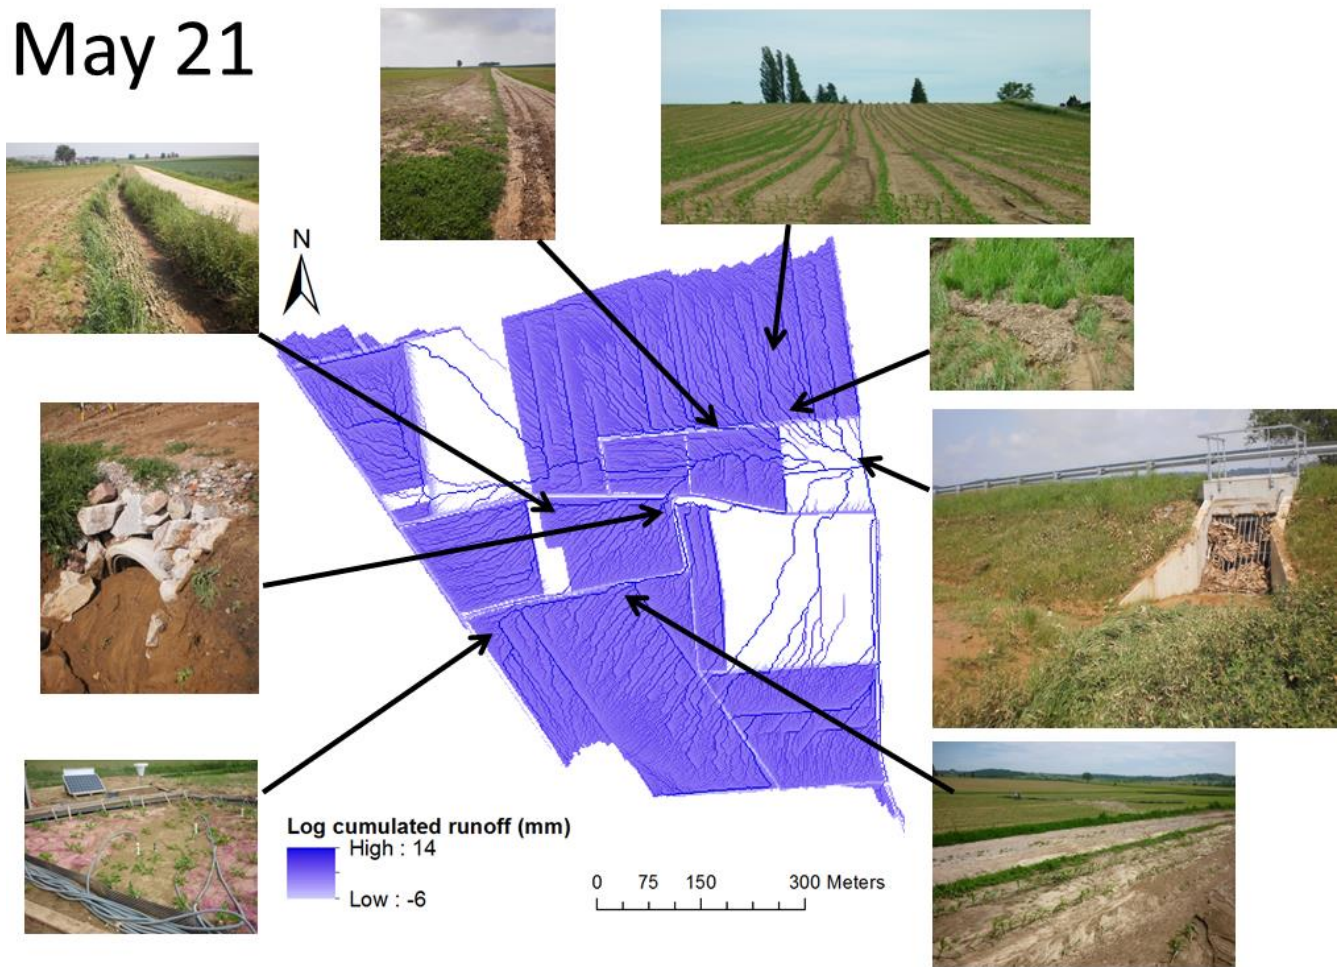 May 21
N
Log cumulated runoff (mm)
High : 14
Low : -6
0 75 150 300 Meters